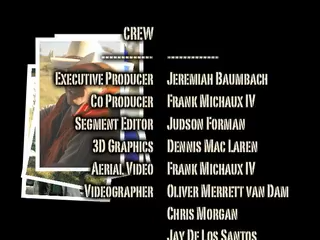 CREW
Executive Producer Jeremiah Baumbach
Co Producer Frank Michaux IV
Segment Editor Judson Forman
3D Graphics Dennis Mac Laren
Aerial Video Frank Michaux IV
Videographer Oliver Merrett van Dam
Chris Morgan
Jay De Los Santos